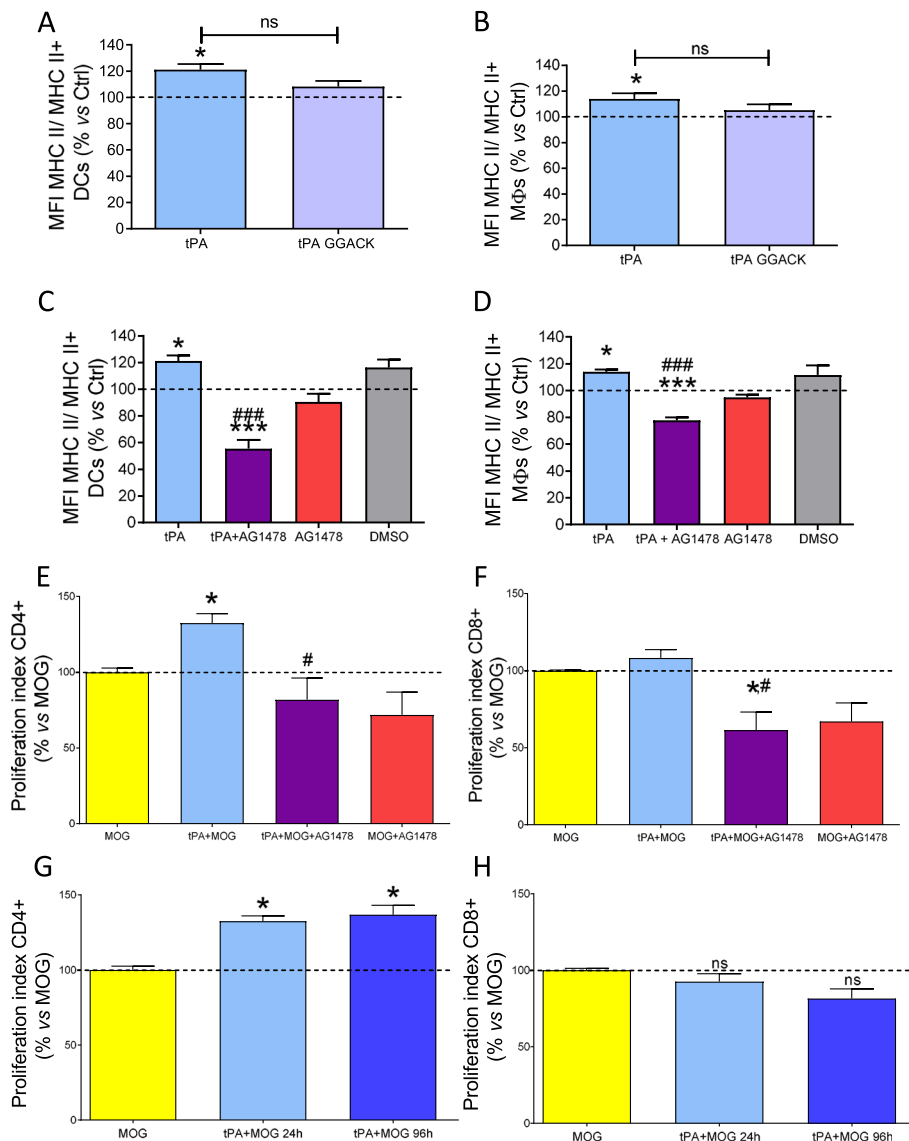 A
ns
*
MFI MHC II/ MHC II+
DCs (% vs Ctrl)
140
120
100
80
60
40
20
0
tPA
tPA GGACK
B
ns
*
MFI MHC II/ MHC II+
MΦs (% vs Ctrl)
140
120
100
80
60
40
20
0
tPA
tPA GGACK
C
MFI MHC II/ MHC II+
DCs (% vs Ctrl)
140
120
100
80
60
40
20
0
*
###
***
tPA
tPA+AG1478
AG1478
DMSO
D
MFI MHC II/ MHC II+
MΦs (% vs Ctrl)
140
120
100
80
60
40
20
0
*
###
***
tPA
tPA + AG1478
AG1478
DMSO
E
Proliferation index CD4+
(% vs MOG)
150
100
50
0
*
#
MOG
tPA+MOG
tPA+MOG+AG1478
MOG+AG1478
F
Proliferation index CD8+
(% vs MOG)
150
100
50
0
*,#
MOG
tPA+MOG
tPA+MOG+AG1478
MOG+AG1478
G
Proliferation index CD4+
(% vs MOG)
150
100
50
0
*
*
MOG
tPA+MOG 24h
tPA+MOG 96h
H
Proliferation index CD8+
(% vs MOG)
150
100
50
0
ns
ns
MOG
tPA+MOG 24h
tPA+MOG 96h